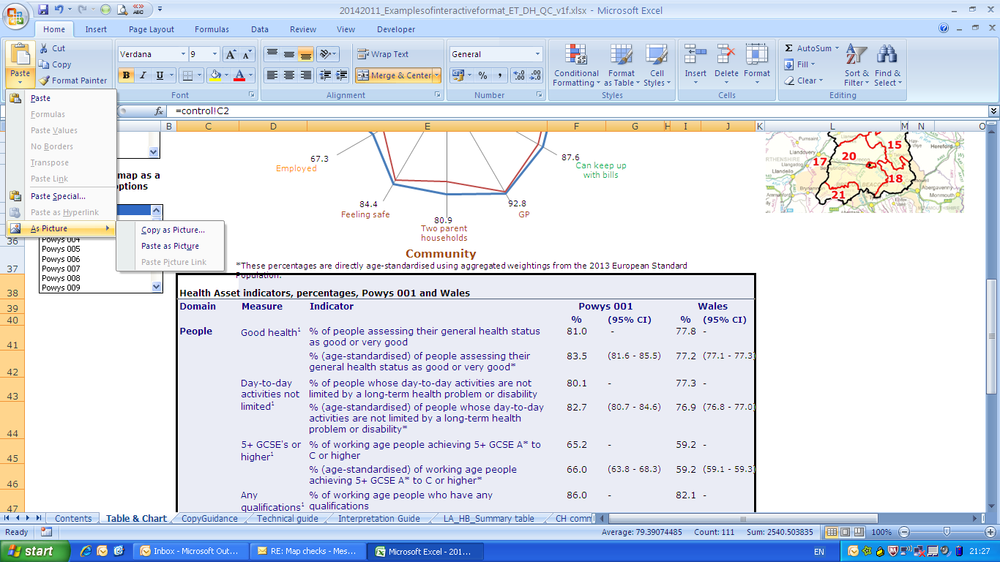 20142011_Examplesofinteractiveformat_ET_DH_QC_v1f.xlsx - Microsoft Excel
Home Insert Page Layout Formulas Data Review View Developer
Paste
Cut
Copy
Format Painter
Verdana 9
B I U
Font
Wrap Text
Merge & Center
Alignment
General
% ,
Number
Conditional Formatting
Format as Table
Cell Styles
Styles
Insert Delete Format
Cells
AutoSum
Fill
Clear
Sort & Filter
Find & Select
Editing
Paste
Formulas
Paste Values
No Borders
Transpose
Paste Link
Paste Special...
Paste as Hyperlink
As Picture
Copy as Picture...
Paste as Picture
Paste Picture Link
fx =control!C2
B C D E F G H I J K L M N O
map as a
options
Powys 004
Powys 005
Powys 006
Powys 007
Powys 008
Powys 009
67.3
Employed
84.4
Feeling safe
80.9
Two parent
households
92.8
GP
87.6
Can keep up
with bills
Community
*These percentages are directly age-standardised using aggregated weightings from the 2013 European Standard
Population.
15
20
17
18
21
36
37
38
39
40
41
42
43
44
45
46
47
Health Asset indicators, percentages, Powys 001 and Wales
Domain Measure Indicator Powys 001 Wales
% (95% CI) % (95% CI)
People Good health1 % of people assessing their general health status
as good or very good 81.0 - 77.8 -
% (age-standardised) of people assessing their
general health status as good or very good* 83.5 (81.6 - 85.5) 77.2 (77.1 - 77.3)
Day-to-day
activities not
limited1
% of people whose day-to-day activities are not
limited by a long-term health problem or disability 80.1 - 77.3 -
% (age-standardised) of people whose day-to-day
activities are not limited by a long-term health
problem or disability* 82.7 (80.7 - 84.6) 76.9 (76.8 - 77.0)
5+ GCSE's or
higher1
% of working age people achieving 5+ GCSE A* to
C or higher 65.2 - 59.2 -
% (age-standardised) of working age people
achieving 5+ GCSE A* to C or higher* 66.0 (63.8 - 68.3) 59.2 (59.1 - 59.3)
Any
qualifications1
% of working age people who have any
qualifications 86.0 - 82.1 -
Contents Table & Chart CopyGuidance Technical guide Interpretation Guide LA_HB_Summary table CH comm
Ready Average: 79.39074485 Count: 111 Sum: 2540.503835 100%
start Inbox - Microsoft Out... RE: Map checks - Mes... Microsoft Excel - 201... EN 21:27